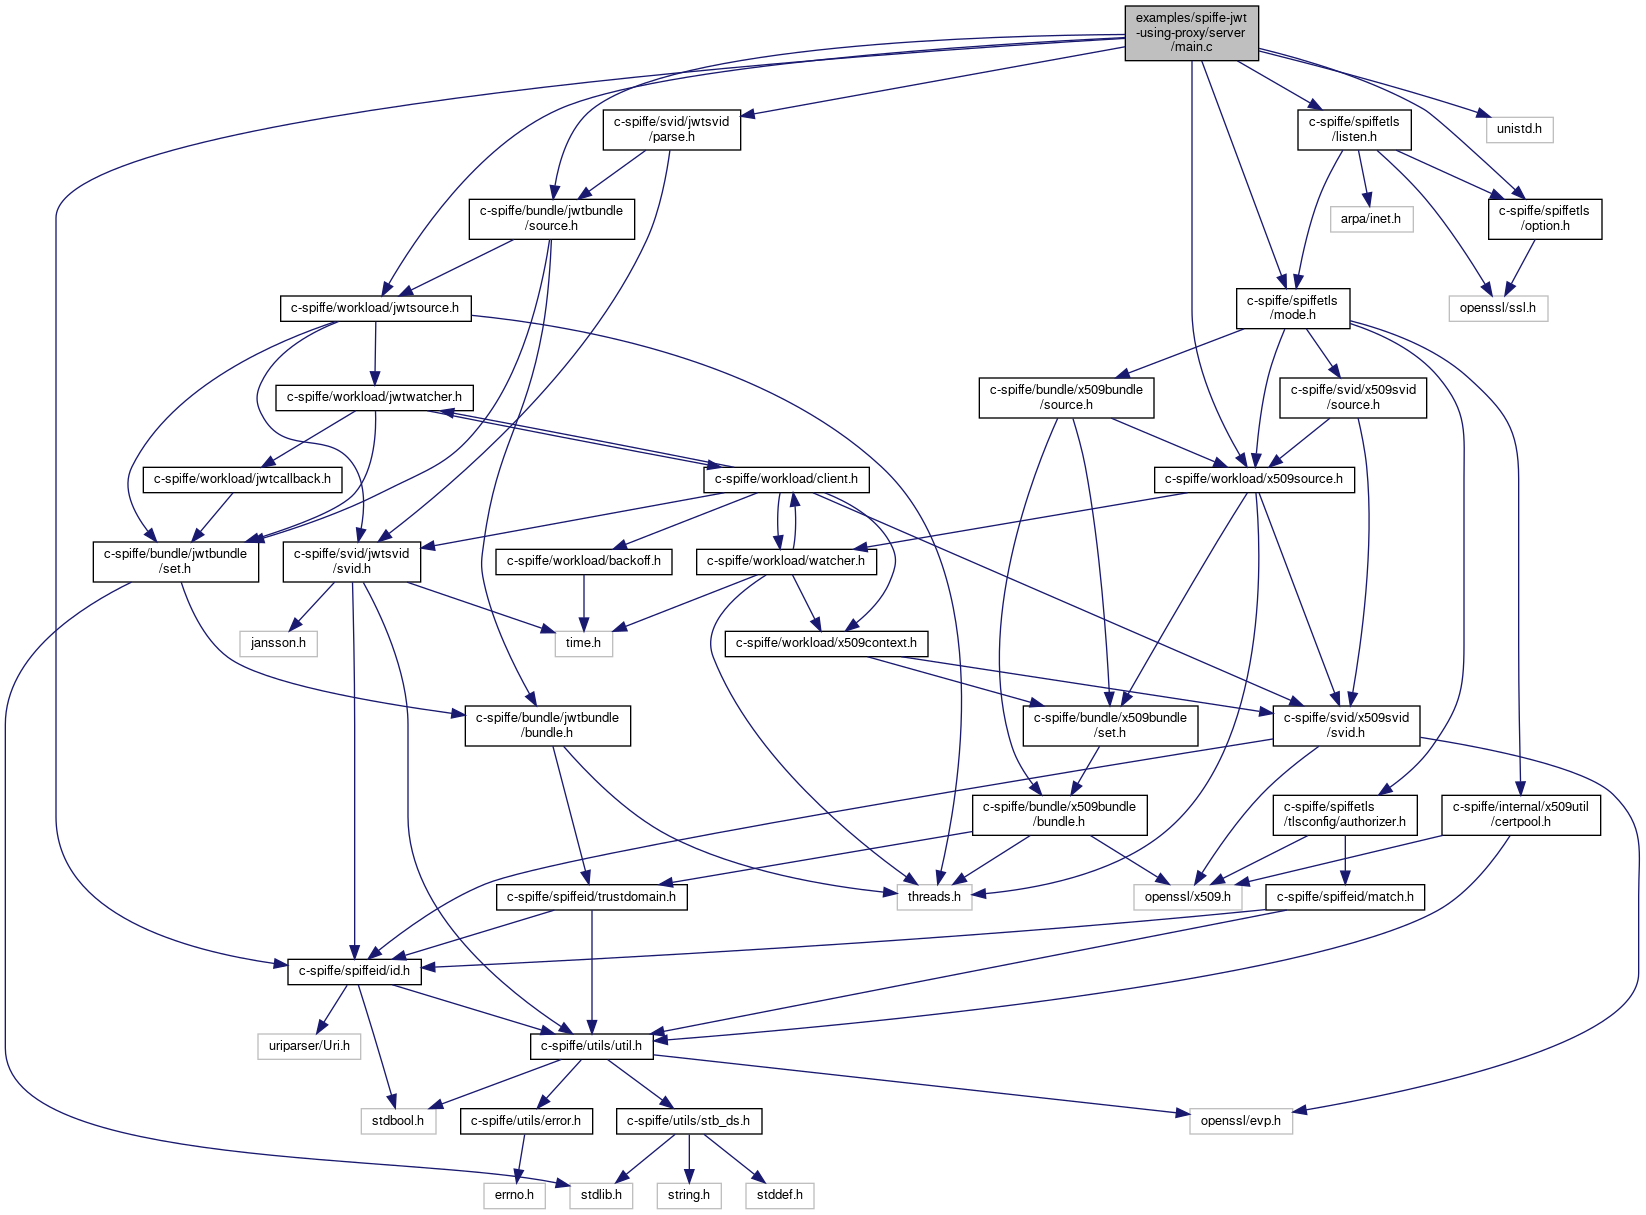 examples/spiffe-jwt
-using-proxy/server
/main.c
c-spiffe/svid/jwtsvid
/parse.h
c-spiffe/spiffetls
/listen.h
unistd.h
c-spiffe/bundle/jwtbundle
/source.h
arpa/inet.h
c-spiffe/spiffetls
/option.h
c-spiffe/workload/jwtsource.h
c-spiffe/spiffetls
/mode.h
openssl/ssl.h
c-spiffe/workload/jwtwatcher.h
c-spiffe/bundle/x509bundle
/source.h
c-spiffe/svid/x509svid
/source.h
c-spiffe/workload/jwtcallback.h
c-spiffe/workload/client.h
c-spiffe/workload/x509source.h
c-spiffe/bundle/jwtbundle
/set.h
c-spiffe/svid/jwtsvid
/svid.h
c-spiffe/workload/backoff.h
c-spiffe/workload/watcher.h
jansson.h
time.h
c-spiffe/workload/x509context.h
c-spiffe/bundle/jwtbundle
/bundle.h
c-spiffe/bundle/x509bundle
/set.h
c-spiffe/svid/x509svid
/svid.h
c-spiffe/bundle/x509bundle
/bundle.h
c-spiffe/spiffetls
/tlsconfig/authorizer.h
c-spiffe/internal/x509util
/certpool.h
c-spiffe/spiffeid/trustdomain.h
threads.h
openssl/x509.h
c-spiffe/spiffeid/match.h
c-spiffe/spiffeid/id.h
uriparser/Uri.h
c-spiffe/utils/util.h
stdbool.h
c-spiffe/utils/error.h
c-spiffe/utils/stb_ds.h
openssl/evp.h
errno.h
stdlib.h
string.h
stddef.h